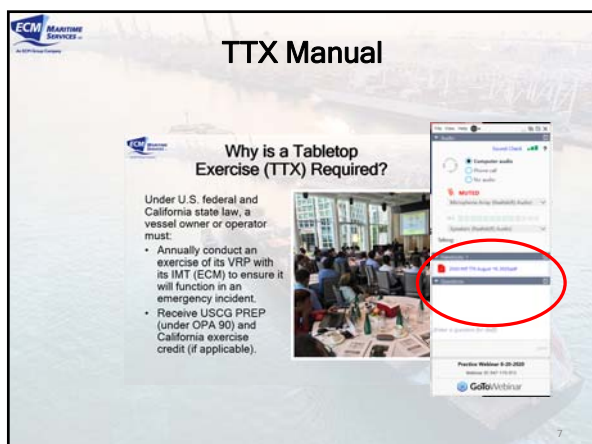 ECM MARITIME
SERVICES
An ECM Group Company
TTX Manual
Why is a Tabletop
Exercise (TTX) Required?
Under U.S. federal and
California state law, a
vessel owner or operator
must:
• Annually conduct an
exercise of its VRP with
its IMT (ECM) to ensure it
will function in an
emergency incident.
• Receive USCG PREP
(under OPA 90) and
California exercise
credit (if applicable).
File View Help
Audio
Sound Check ?
Computer audio
Phone call
No audio
MUTED
Microphone Array (Realtek(R) Audio)
Speakers (Realtek(R) Audio)
Talking:
Questions
Practice Webinar 8-20-2020
GoToWebinar
7